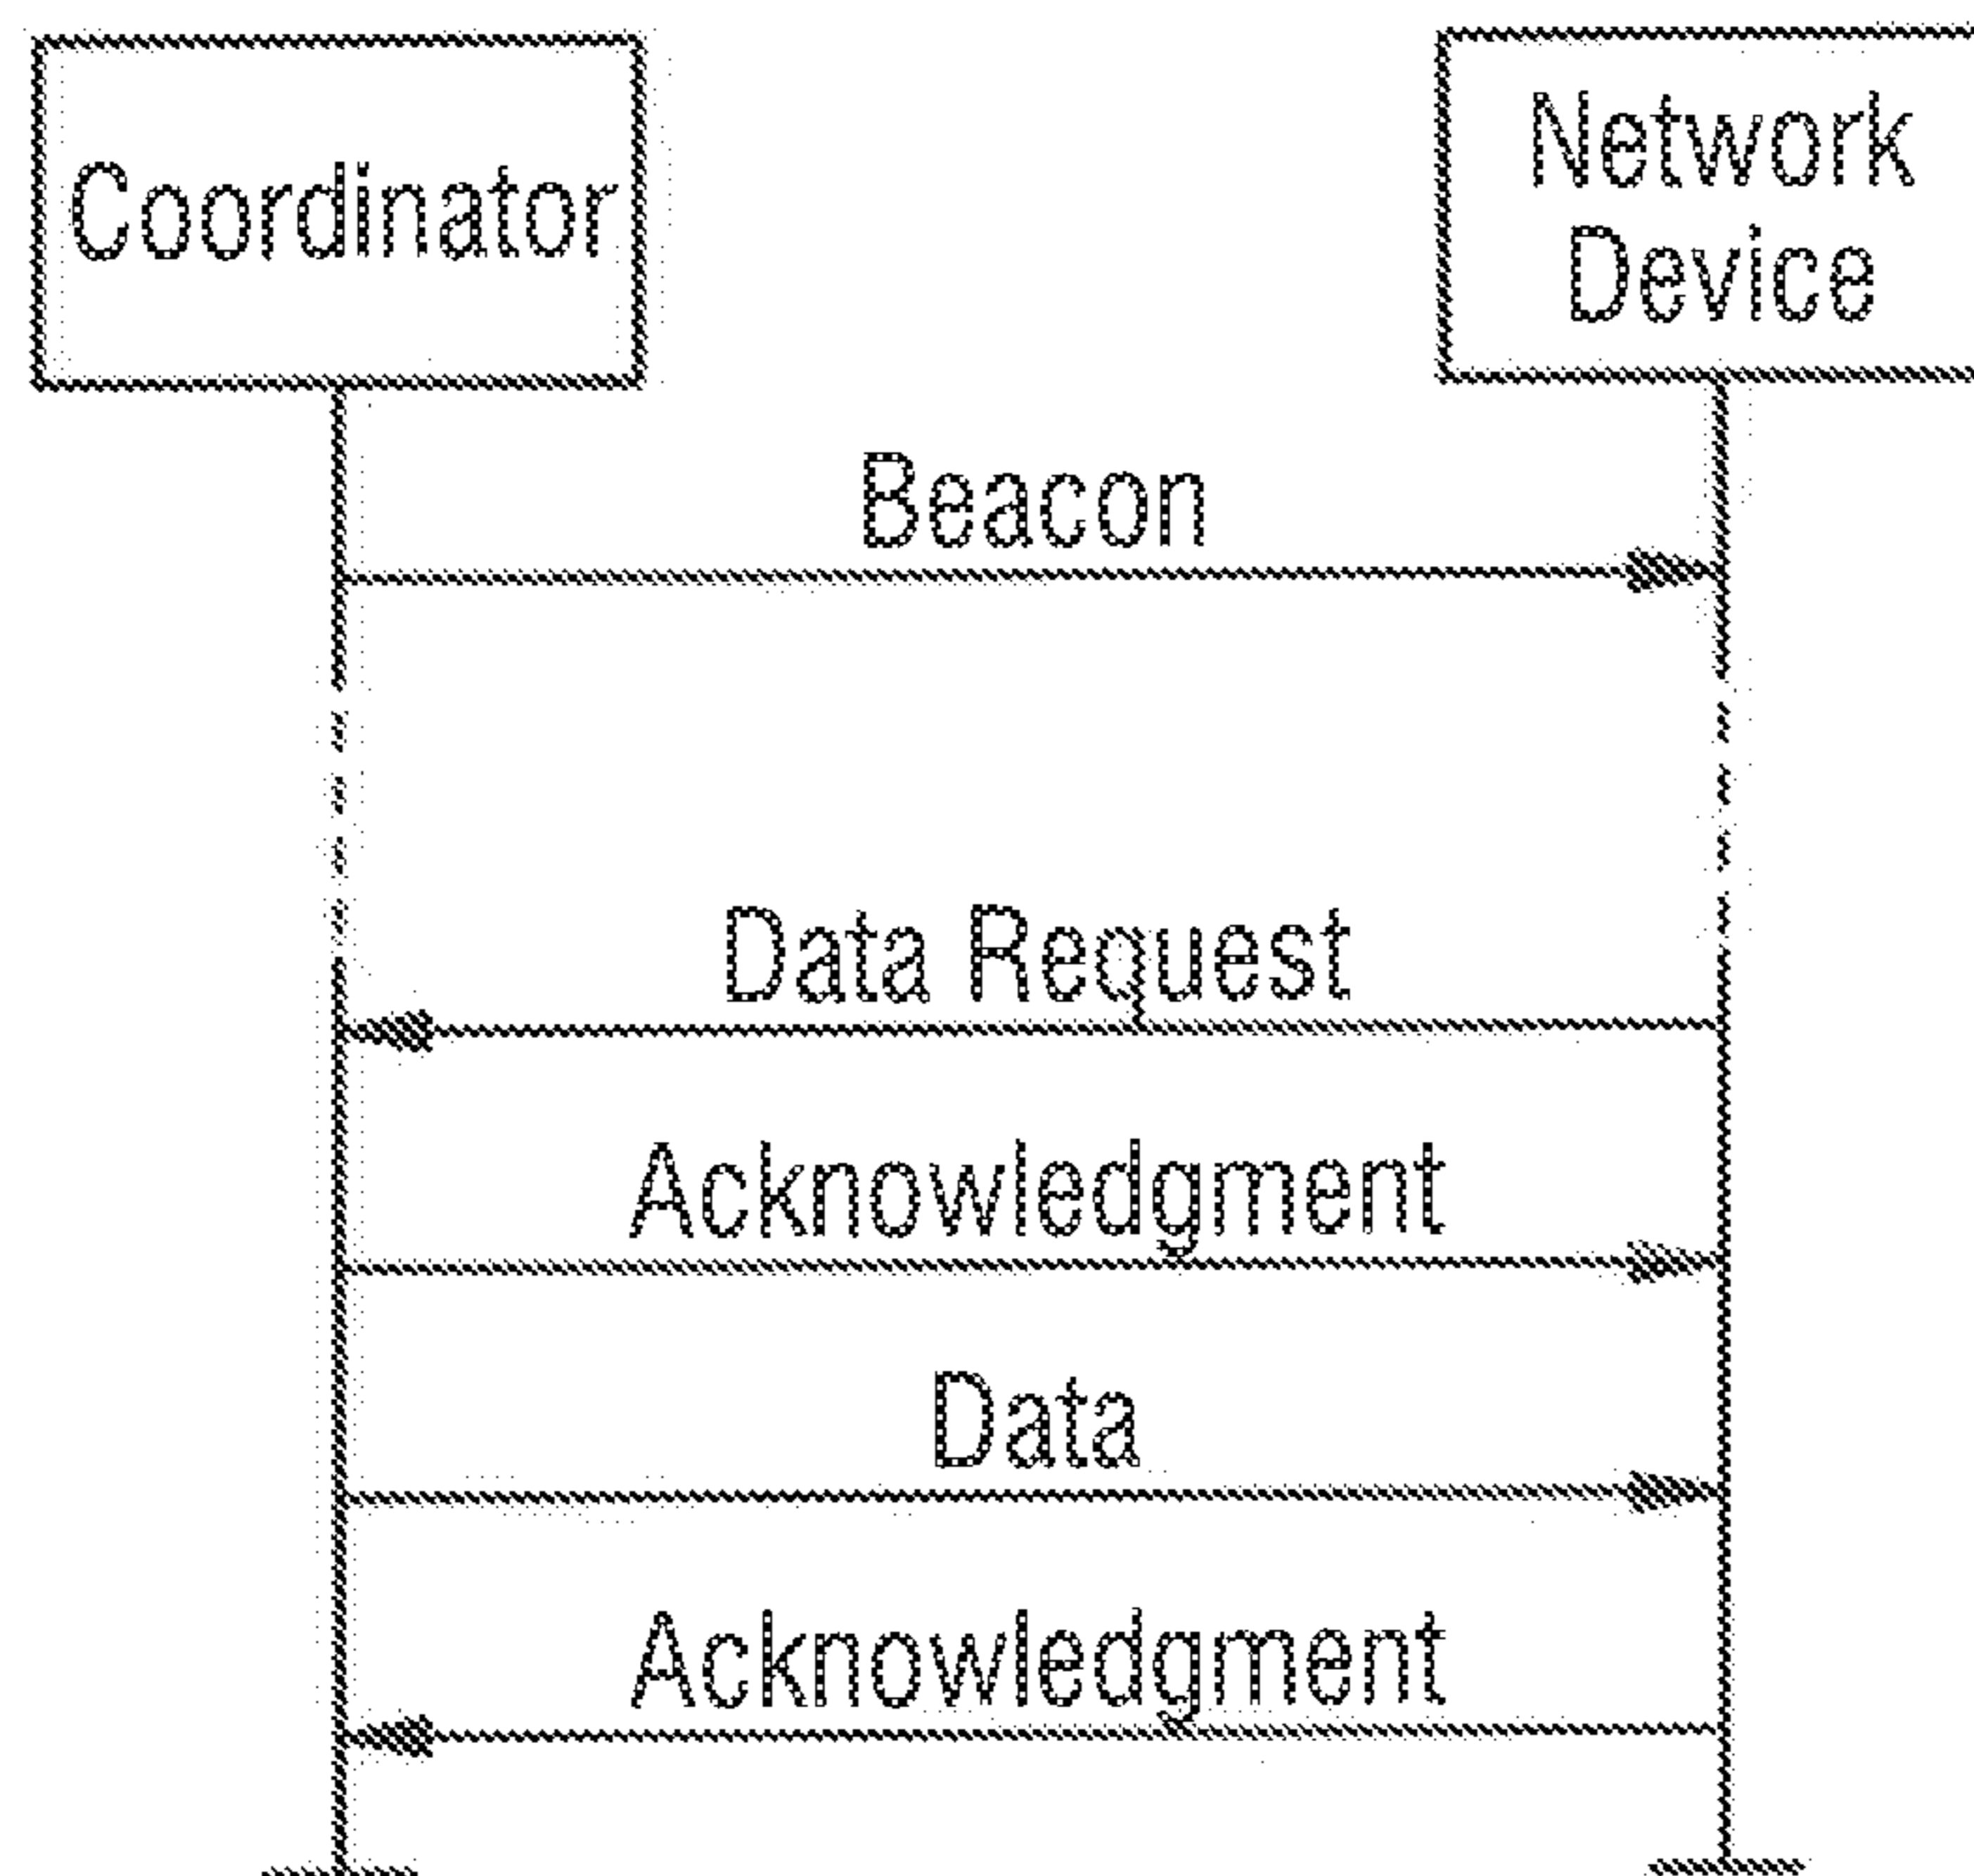 Coordinator
Network
Device
Beacon
Data Request
Acknowledgment
Data
Acknowledgment